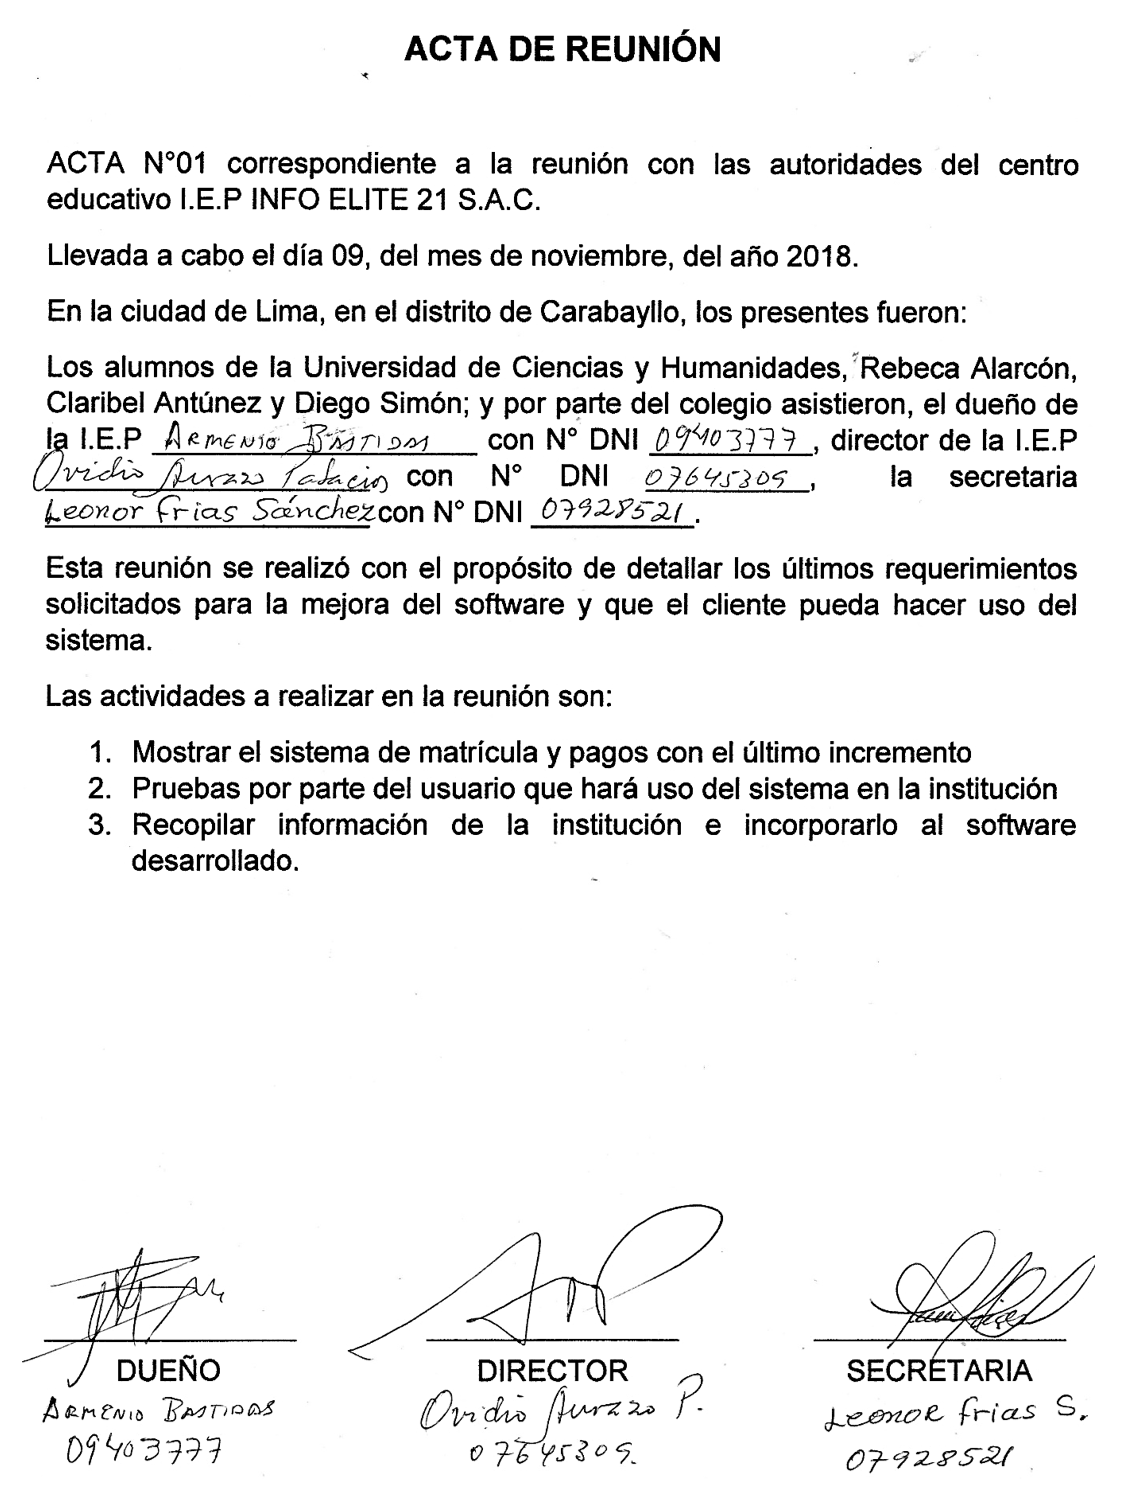 ACTA DE REUNIÓN
ACTA N°01 correspondiente a la reunión con las autoridades del centro
educativo I.E.P INFO ELITE 21 S.A.C.
Llevada a cabo el día 09, del mes de noviembre, del año 2018.
En la ciudad de Lima, en el distrito de Carabayllo, los presentes fueron:
Los alumnos de la Universidad de Ciencias y Humanidades, Rebeca Alarcón,
Claribel Antúnez y Diego Simón; y por parte del colegio asistieron, el dueño de
la I.E.P ARMENIO BASTIDAS con N° DNI 09403777, director de la I.E.P
Ovidio Aurazo Palacios con N° DNI 07645305, la secretaria
Leonor Frias Sánchez con N° DNI 07928521.
Esta reunión se realizó con el propósito de detallar los últimos requerimientos
solicitados para la mejora del software y que el cliente pueda hacer uso del
sistema.
Las actividades a realizar en la reunión son:
1. Mostrar el sistema de matrícula y pagos con el último incremento
2. Pruebas por parte del usuario que hará uso del sistema en la institución
3. Recopilar información de la institución e incorporarlo al software
desarrollado.
DUEÑO DIRECTOR SECRETARIA
ARMENIO BASTIDAS Ovidio Aurazo P. Leonor frias S.
09403777 07645305. 07928521